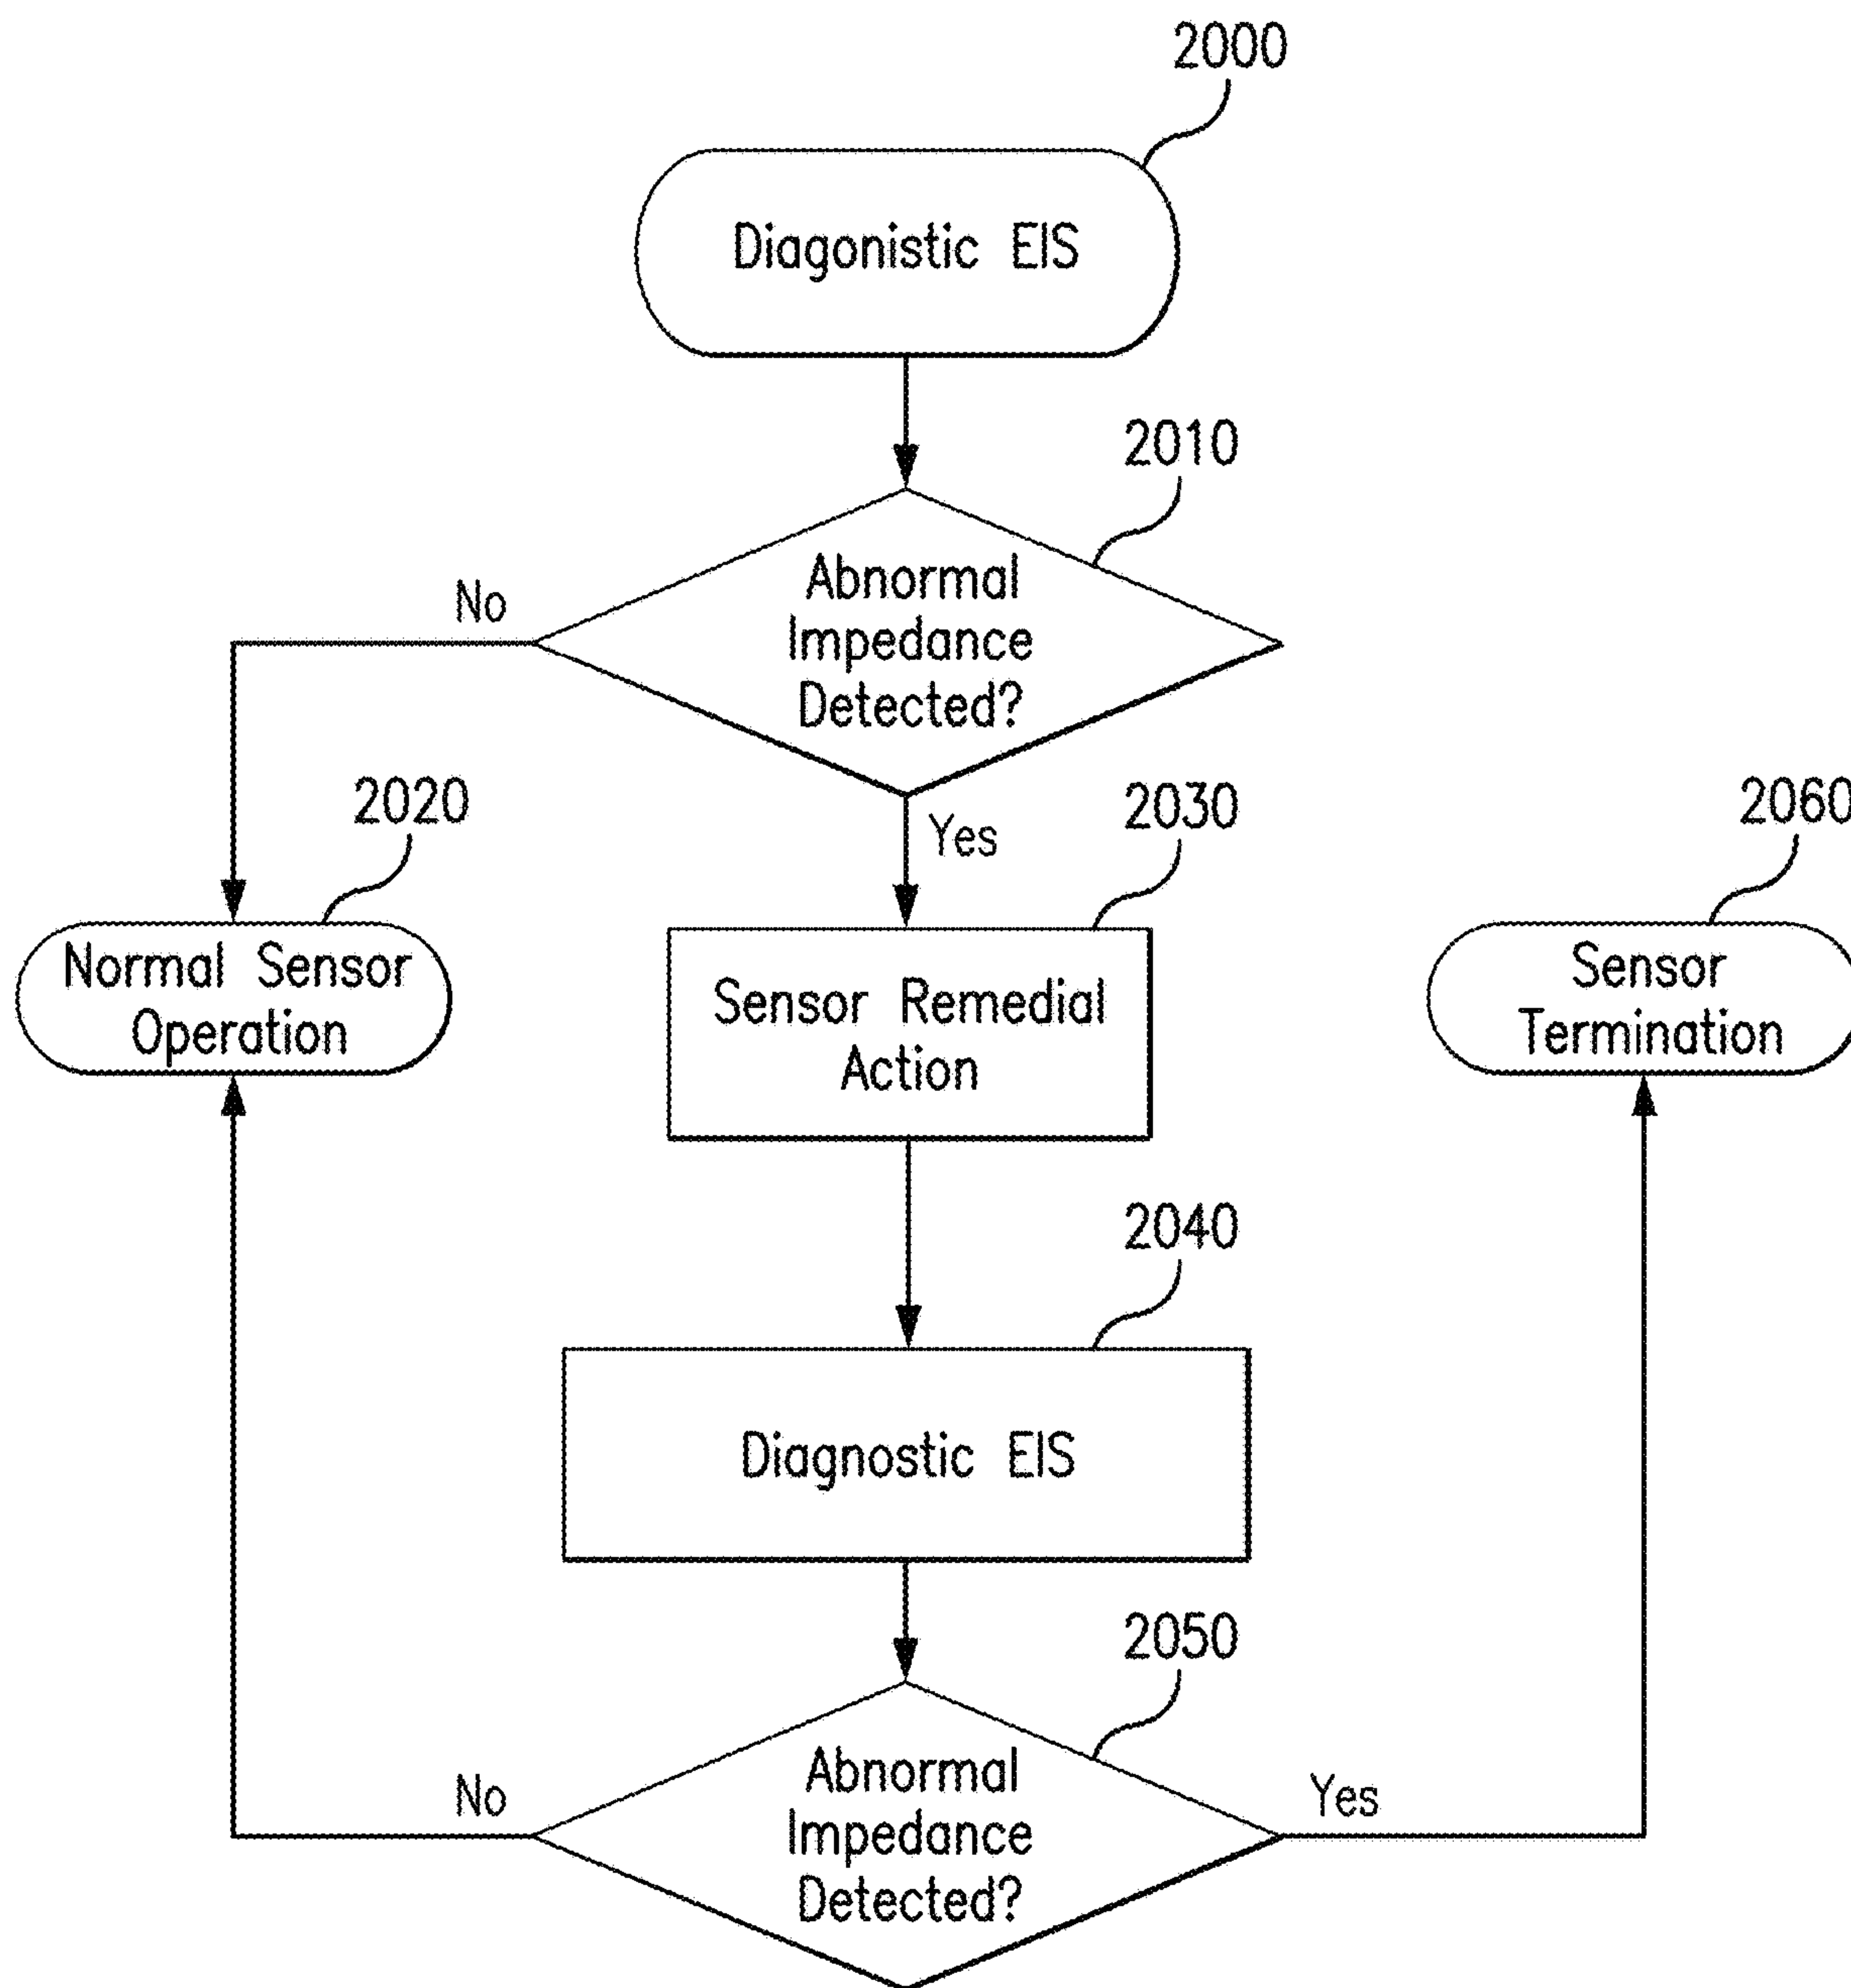 2000
Diagonistic EIS
2010
Abnormal
Impedance
Detected?
No
Yes
2020
2030
2060
Normal Sensor
Operation
Sensor Remedial
Action
Sensor
Termination
2040
Diagnostic EIS
2050
Abnormal
Impedance
Detected?
No
Yes